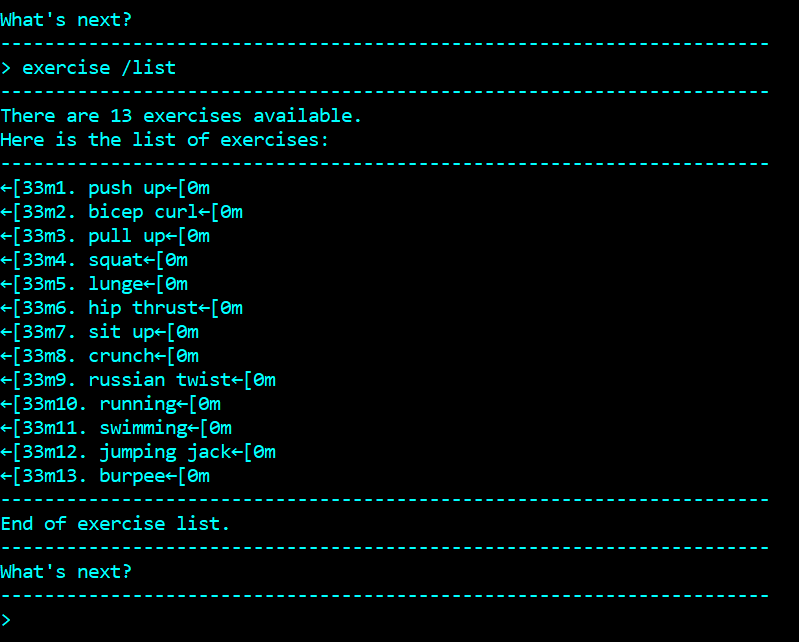 What's next?
----------------------------------------------------------------------
> exercise /list
----------------------------------------------------------------------
There are 13 exercises available.
Here is the list of exercises:
----------------------------------------------------------------------
←[33m1. push up←[0m
←[33m2. bicep curl←[0m
←[33m3. pull up←[0m
←[33m4. squat←[0m
←[33m5. lunge←[0m
←[33m6. hip thrust←[0m
←[33m7. sit up←[0m
←[33m8. crunch←[0m
←[33m9. russian twist←[0m
←[33m10. running←[0m
←[33m11. swimming←[0m
←[33m12. jumping jack←[0m
←[33m13. burpee←[0m
----------------------------------------------------------------------
End of exercise list.
----------------------------------------------------------------------
What's next?
----------------------------------------------------------------------
>